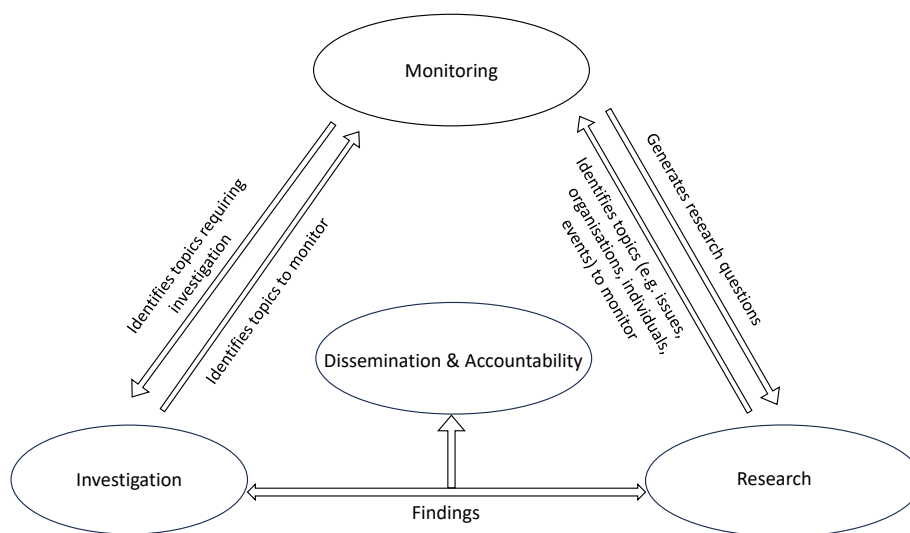 Monitoring
Identifies topics requiring
investigation
Identifies topics to monitor
Identifies topics (e.g. issues,
organisations, individuals,
events) to monitor
Generates research questions
Dissemination & Accountability
Investigation
Research
Findings